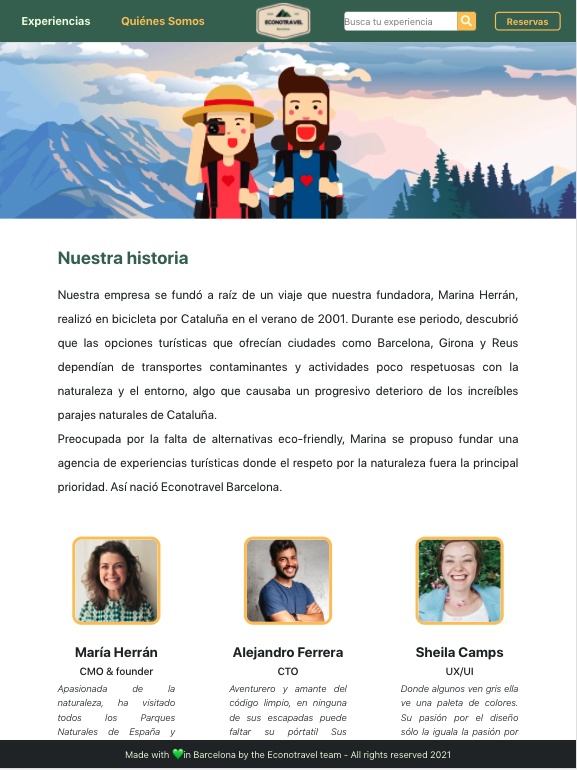 Experiencias
Quiénes Somos
ECONOTRAVEL
Busca tu experiencia
Reservas
Nuestra historia
Nuestra empresa se fundó a raíz de un viaje que nuestra fundadora, Marina Herrán,
realizó en bicicleta por Cataluña en el verano de 2001. Durante ese periodo, descubrió
que las opciones turísticas que ofrecían ciudades como Barcelona, Girona y Reus
dependían de transportes contaminantes y actividades poco respetuosas con la
naturaleza y el entorno, algo que causaba un progresivo deterioro de los increíbles
parajes naturales de Cataluña.
Preocupada por la falta de alternativas eco-friendly, Marina se propuso fundar una
agencia de experiencias turísticas donde el respeto por la naturaleza fuera la principal
prioridad. Así nació Econotravel Barcelona.
María Herrán
CMO & founder
Apasionada de la
naturaleza, ha visitado
todos los Parques
Naturales de España y
Alejandro Ferrera
CTO
Aventurero y amante del
código limpio, en ninguna
de sus escapadas puede
faltar su pórtatil Sus
Sheila Camps
UX/UI
Donde algunos ven gris ella
ve una paleta de colores.
Su pasión por el diseño
sólo la iguala la pasión por
Made with 💚in Barcelona by the Econotravel team - All rights reserved 2021